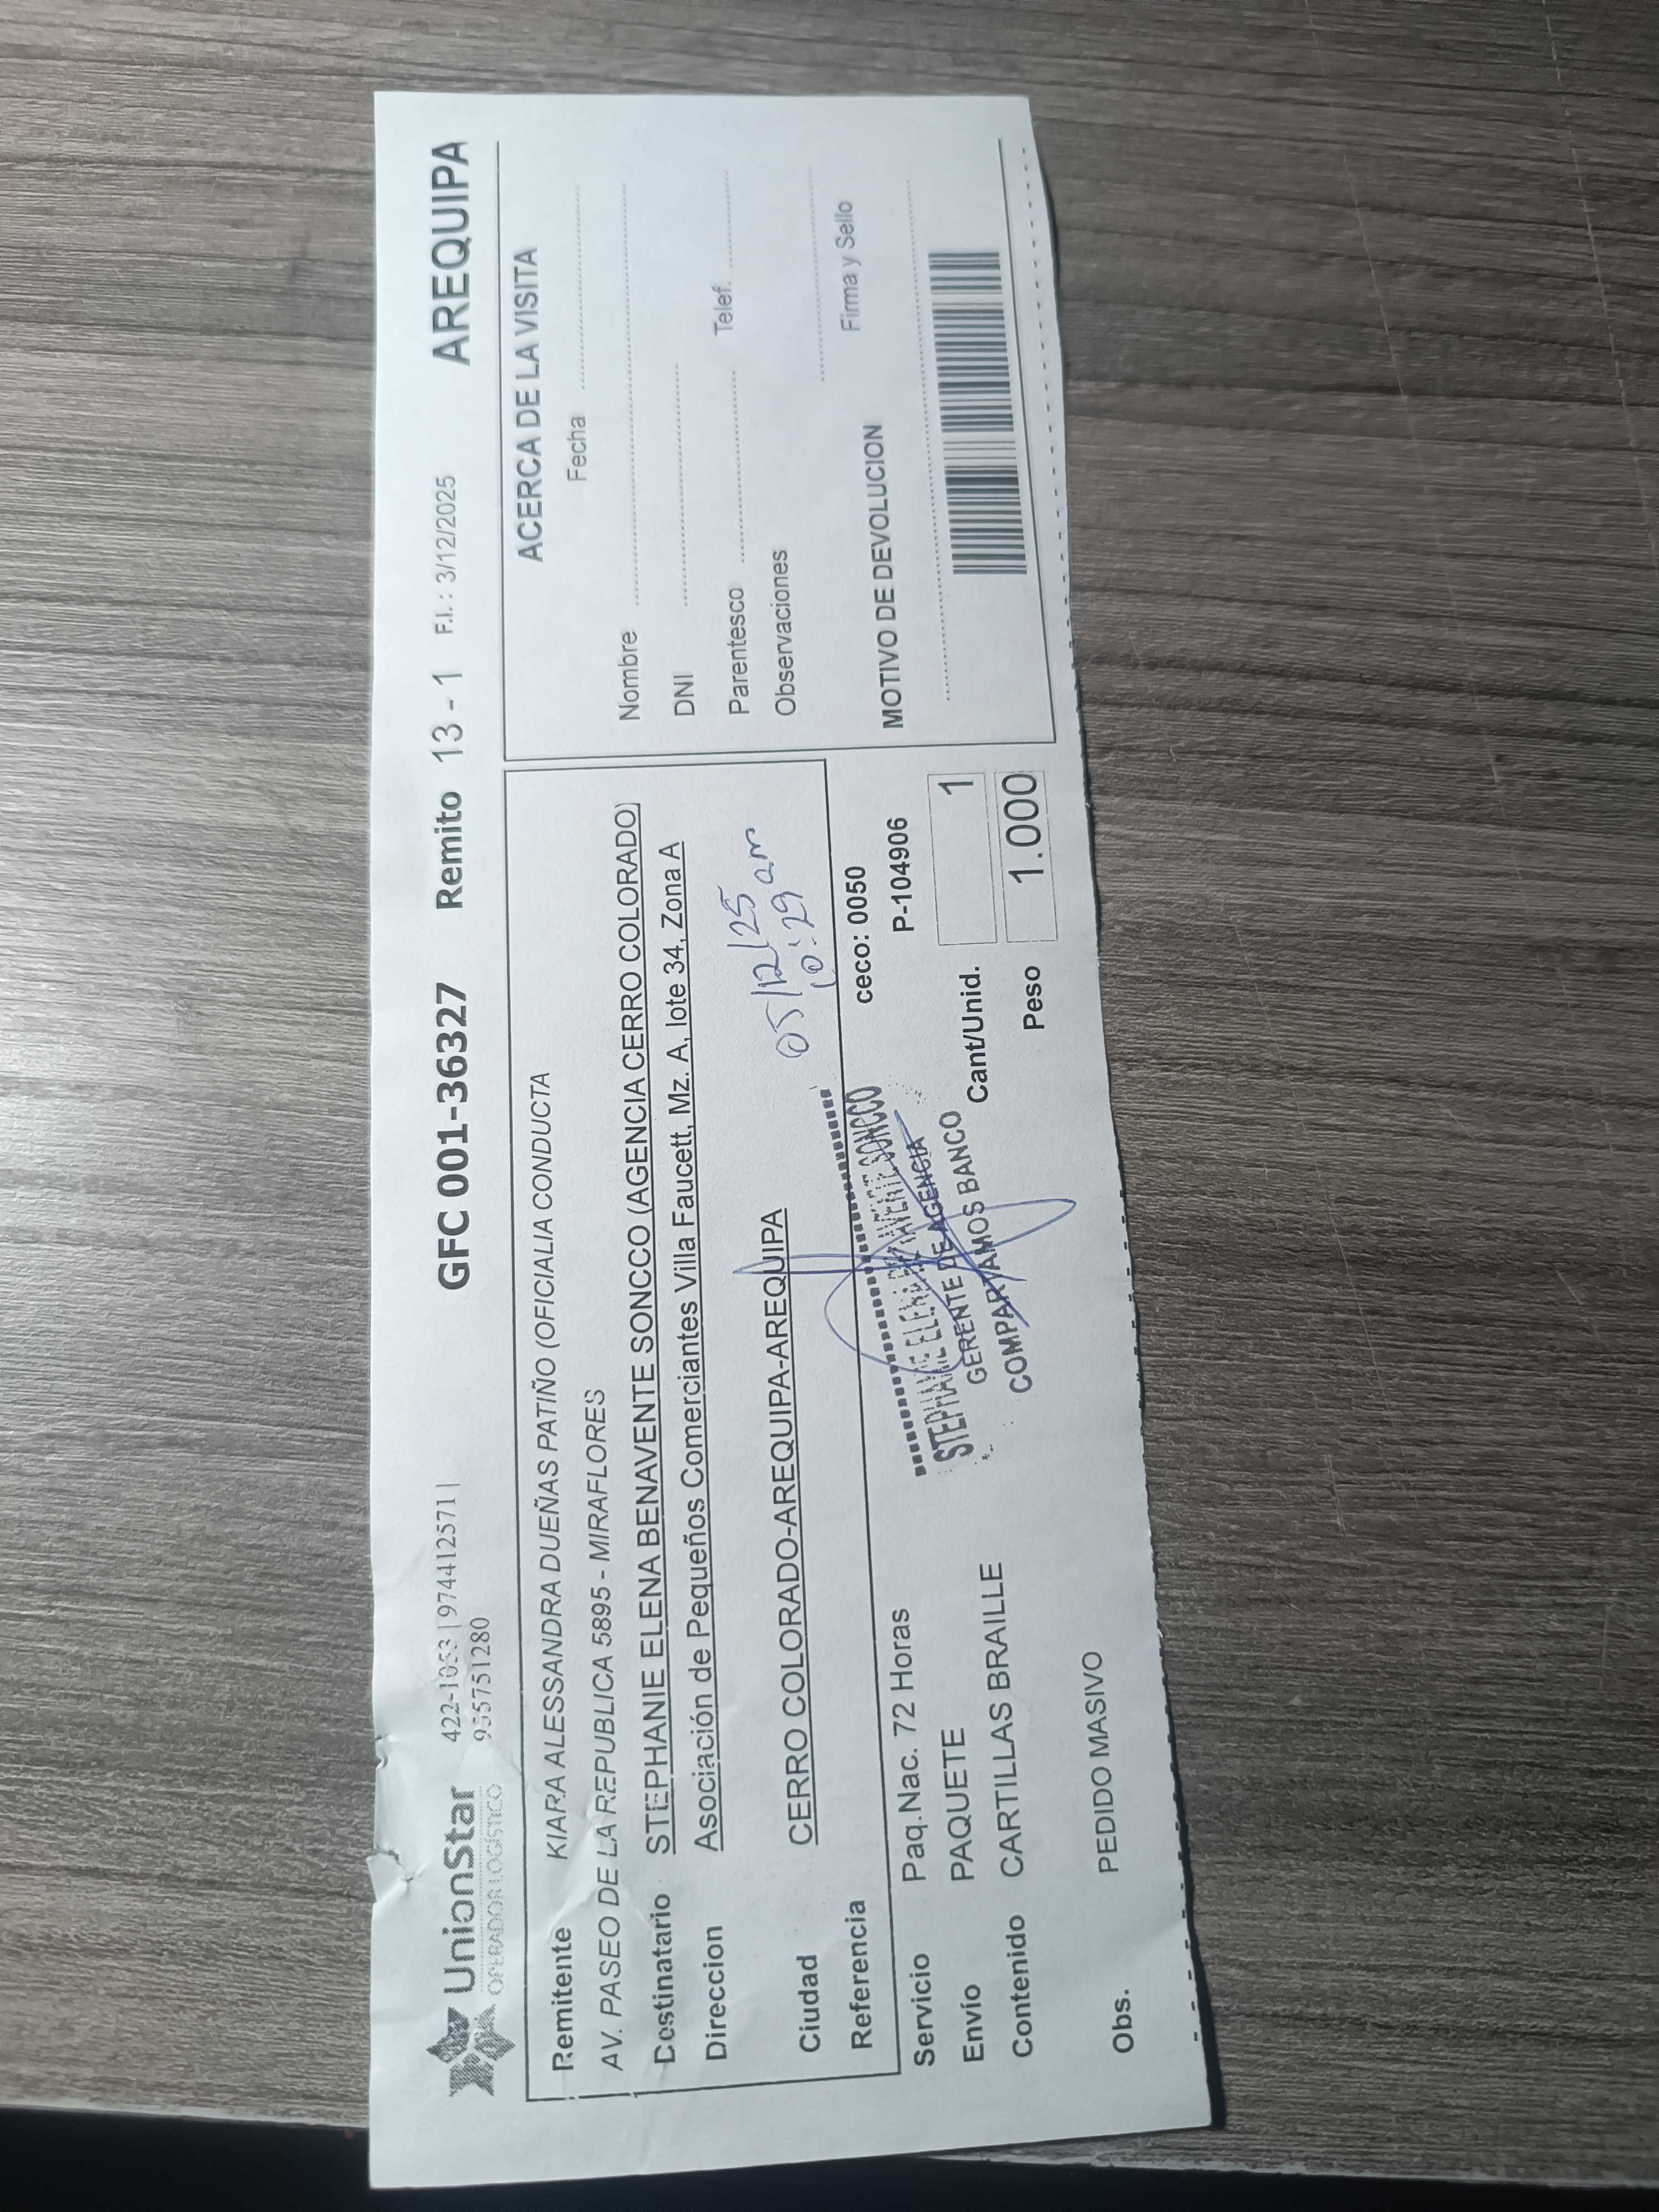 UnionStar
OPERADOR LOGÍSTICO
422-1053 | 974412571 |
955751280
GFC 001-36327 Remito 13 - 1 F.I. : 3/12/2025 AREQUIPA
Remitente KIARA ALESSANDRA DUEÑAS PATIÑO (OFICIALIA CONDUCTA
AV. PASEO DE LA REPUBLICA 5895 - MIRAFLORES
Destinatario STEPHANIE ELENA BENAVENTE SONCCO (AGENCIA CERRO COLORADO)
Direccion Asociación de Pequeños Comerciantes Villa Faucett, Mz. A, lote 34, Zona A
05/12/25
10:29 am
Ciudad CERRO COLORADO-AREQUIPA-AREQUIPA
Referencia
ceco: 0050
Servicio Paq.Nac. 72 Horas
P-104906
Envío PAQUETE
Contenido CARTILLAS BRAILLE
STEPHANIE ELENA BENAVENTE SONCCO
GERENTE DE AGENCIA
COMPARTAMOS BANCO
Cant/Unid. 1
Peso 1.000
Obs. PEDIDO MASIVO
ACERCA DE LA VISITA
Fecha
Nombre
DNI
Parentesco Telef.
Observaciones
Firma y Sello
MOTIVO DE DEVOLUCION